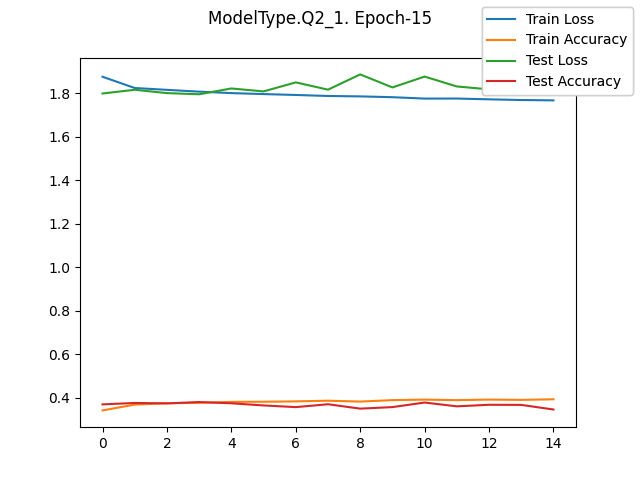 ModelType.Q2_1. Epoch-15
Train Loss
Train Accuracy
Test Loss
Test Accuracy
1.8
1.6
1.4
1.2
1.0
0.8
0.6
0.4
0 2 4 6 8 10 12 14